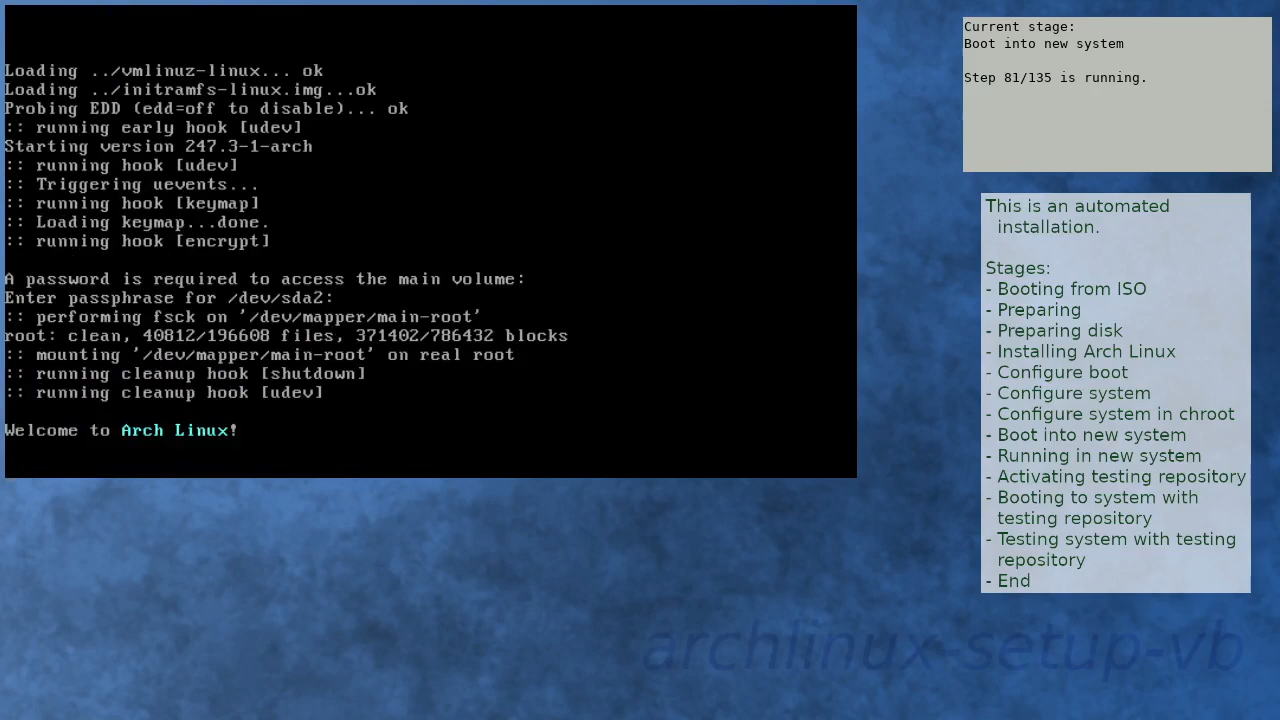 Loading ../vmlinuz-linux... ok
Loading ../initramfs-linux.img...ok
Probing EDD (edd=off to disable)... ok
:: running early hook [udev]
Starting version 247.3-1-arch
:: running hook [udev]
:: Triggering uevents...
:: running hook [keymap]
:: Loading keymap...done.
:: running hook [encrypt]
A password is required to access the main volume:
Enter passphrase for /dev/sda2:
:: performing fsck on '/dev/mapper/main-root'
root: clean, 40812/196608 files, 371402/786432 blocks
:: mounting '/dev/mapper/main-root' on real root
:: running cleanup hook [shutdown]
:: running cleanup hook [udev]
Welcome to Arch Linux!
Current stage:
Boot into new system
Step 81/135 is running.
This is an automated
installation.
Stages:
- Booting from ISO
- Preparing
- Preparing disk
- Installing Arch Linux
- Configure boot
- Configure system
- Configure system in chroot
- Boot into new system
- Running in new system
- Activating testing repository
- Booting to system with
testing repository
- Testing system with testing
repository
- End
archlinux-setup-vb